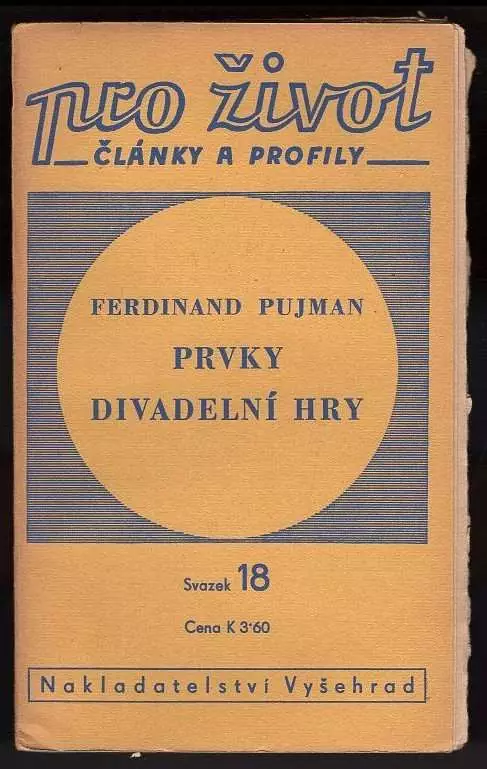 pro život
ČLÁNKY A PROFILY
FERDINAND PUJMAN
PRVKY
DIVADELNÍ HRY
Svazek 18
Cena K 3·60
Nakladatelství Vyšehrad